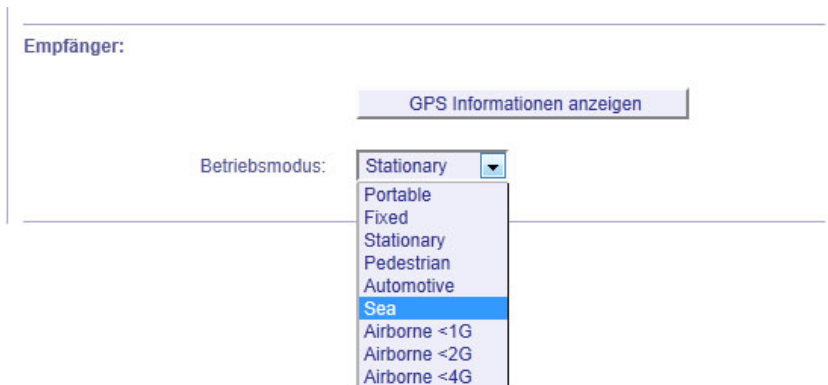 Empfänger:
GPS Informationen anzeigen
Betriebsmodus: Stationary
Portable
Fixed
Stationary
Pedestrian
Automotive
Sea
Airborne <1G
Airborne <2G
Airborne <4G